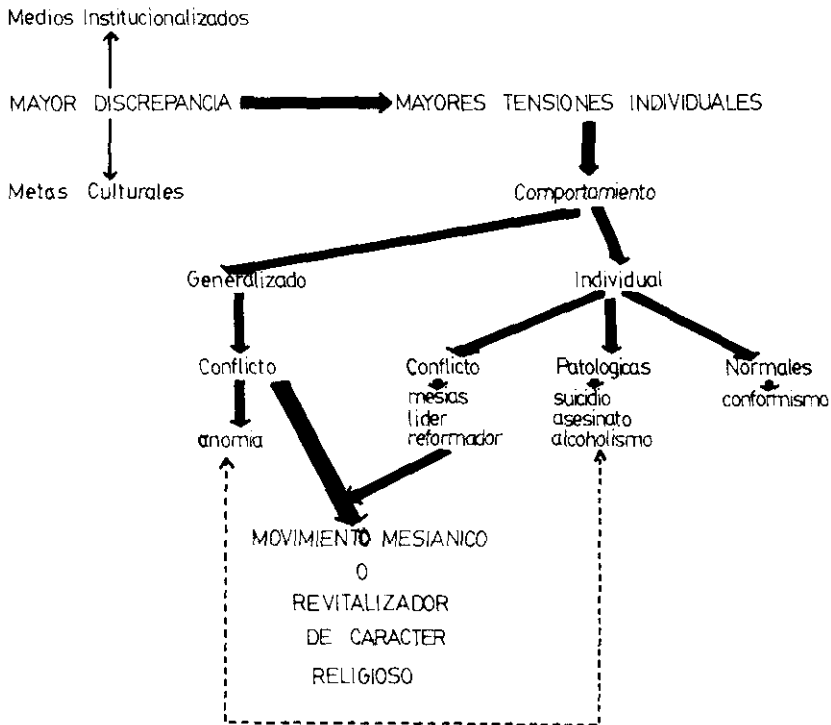 Medios Institucionalizados
MAYOR DISCREPANCIA MAYORES TENSIONES INDIVIDUALES
Metas Culturales
Comportamiento
Generalizado
Individual
Conflicto
Conflicto
Patologicas
Normales
mesias
lider
reformador
suicidio
asesinato
alcoholismo
conformismo
anomia
MOVIMIENTO MESIANICO
O
REVITALIZADOR
DE CARACTER
RELIGIOSO